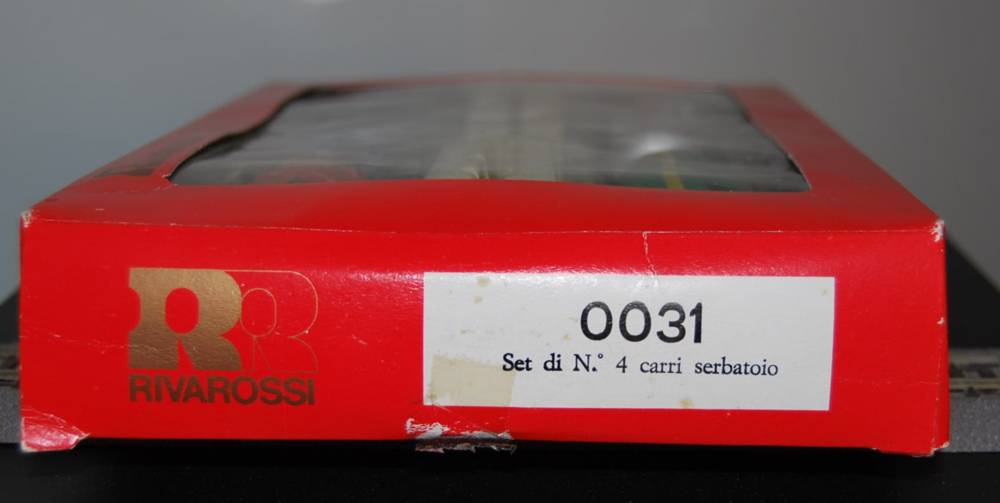 RR
RIVAROSSI
0031
Set di N.° 4 carri serbatoio